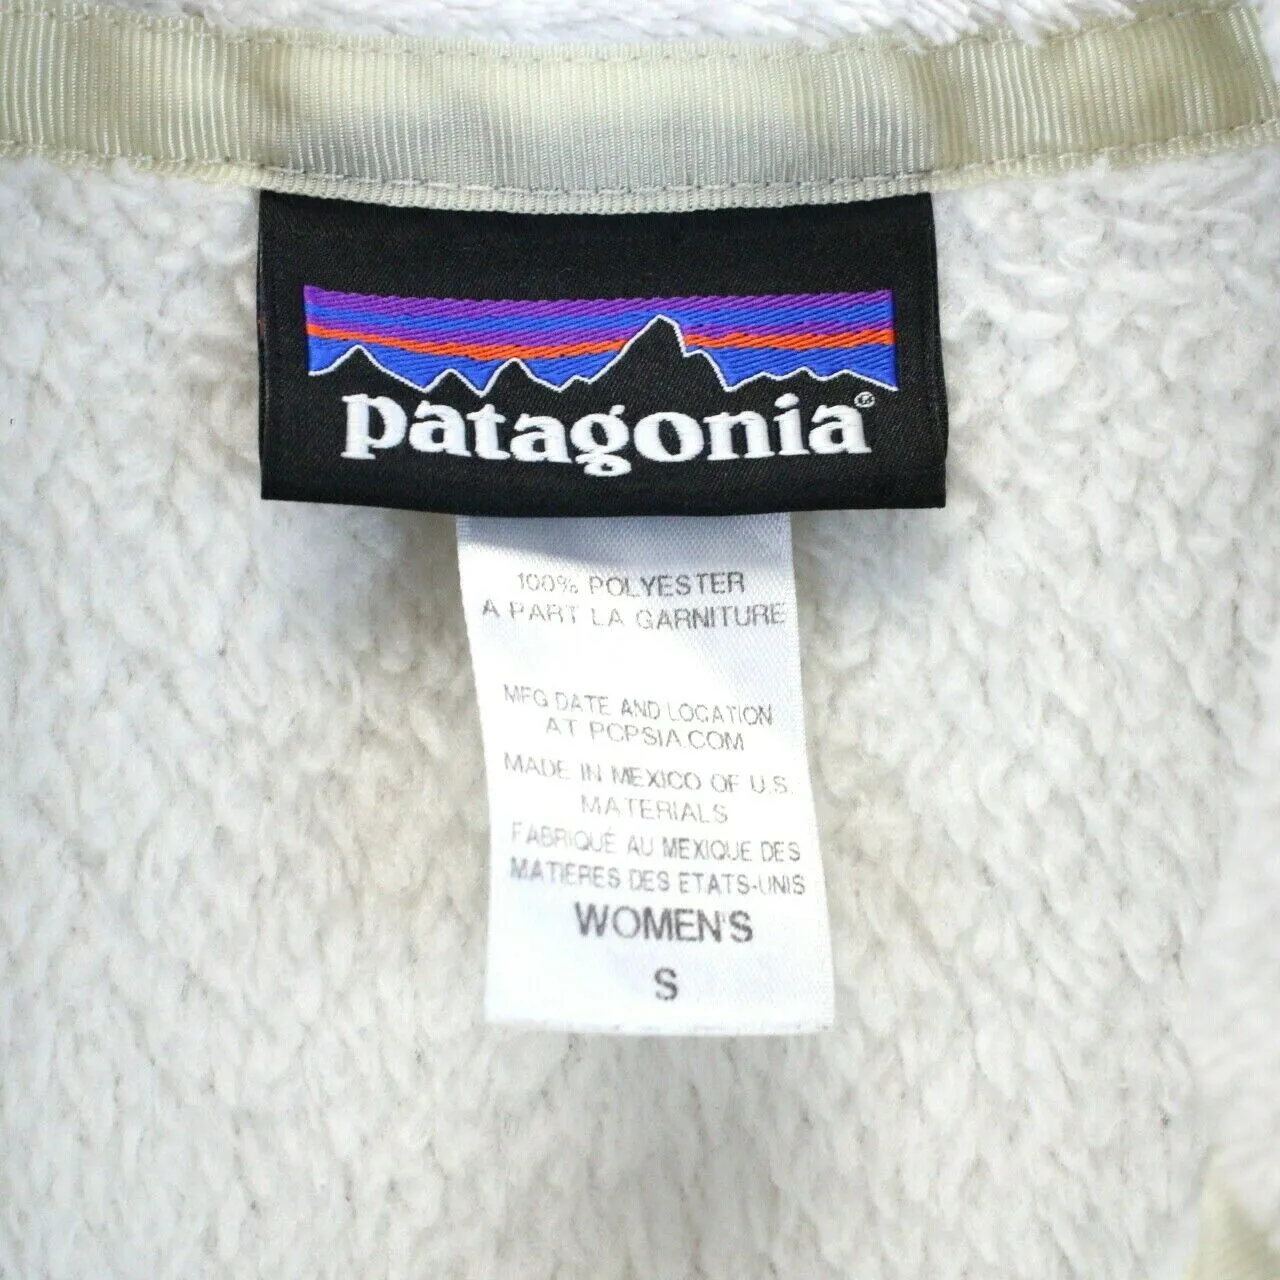 patagonia®
100% POLYESTER
A PART LA GARNITURE
MFG DATE AND LOCATION
AT PCPSIA.COM
MADE IN MEXICO OF U.S.
MATERIALS
FABRIQUÉ AU MEXIQUE DES
MATIERES DES ETATS-UNIS
WOMEN'S
S